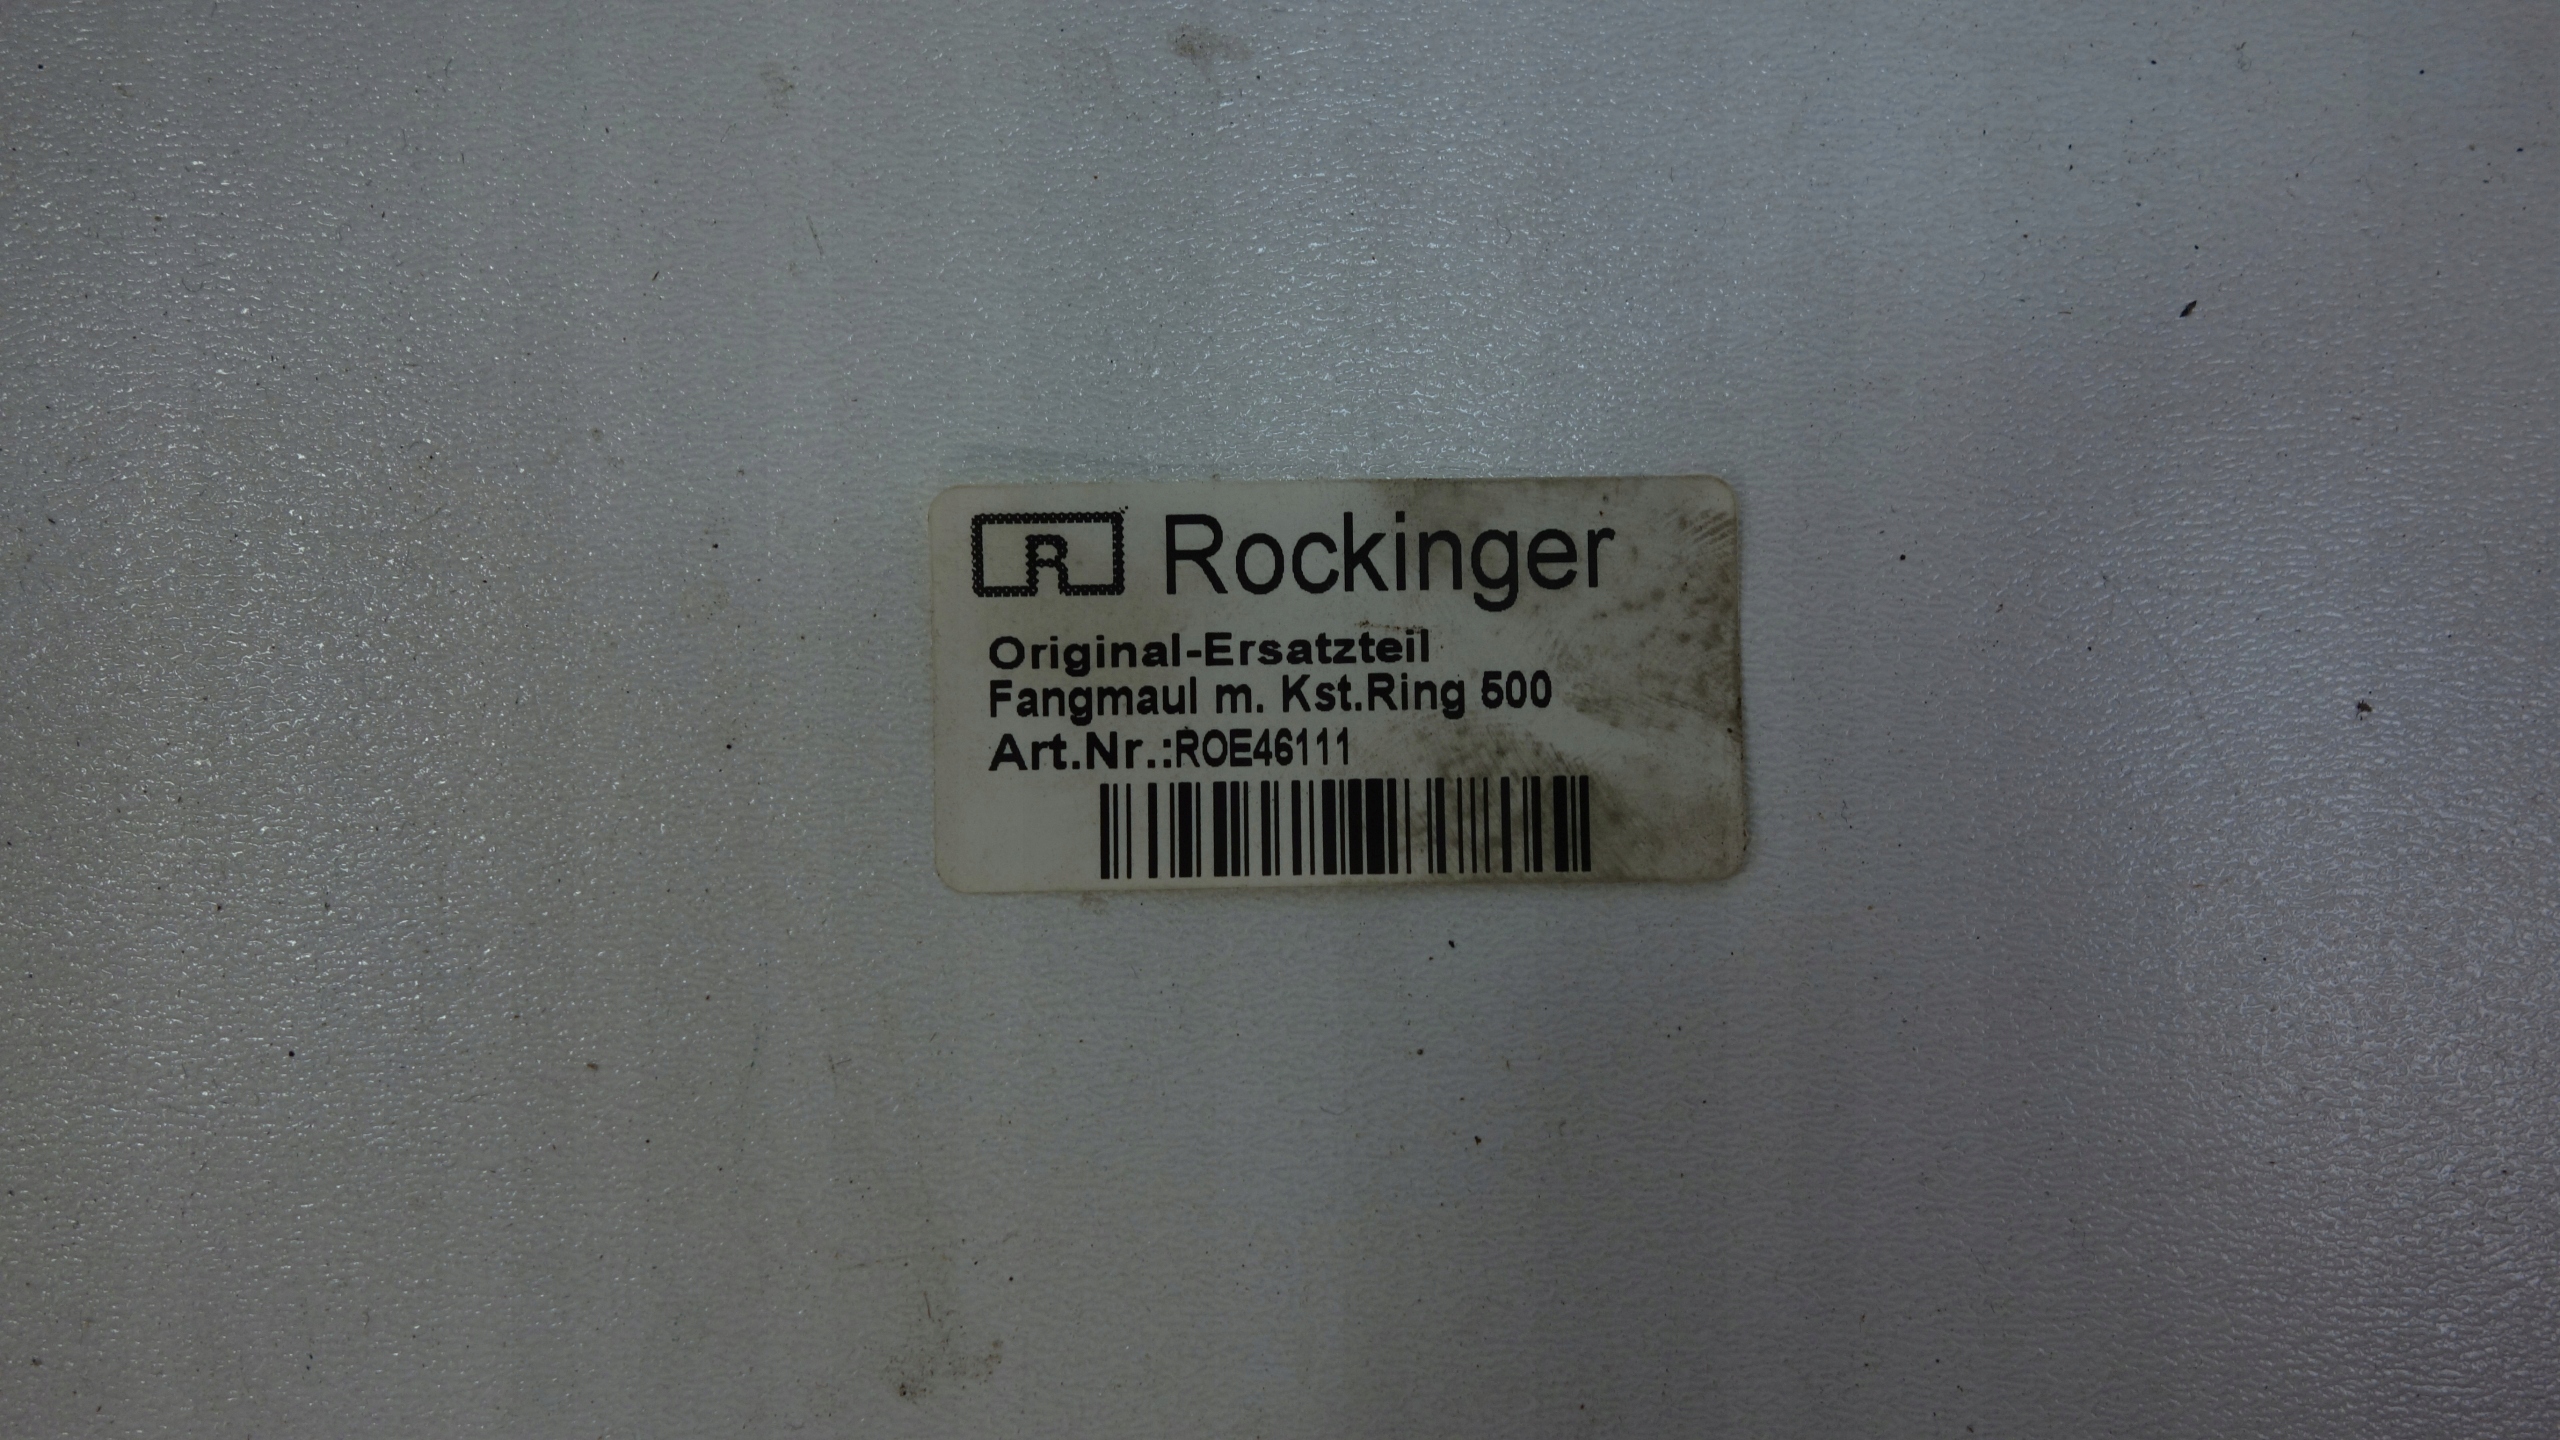 R Rockinger
Original-Ersatzteil
Fangmaul m. Kst.Ring 500
Art.Nr.:ROE46111